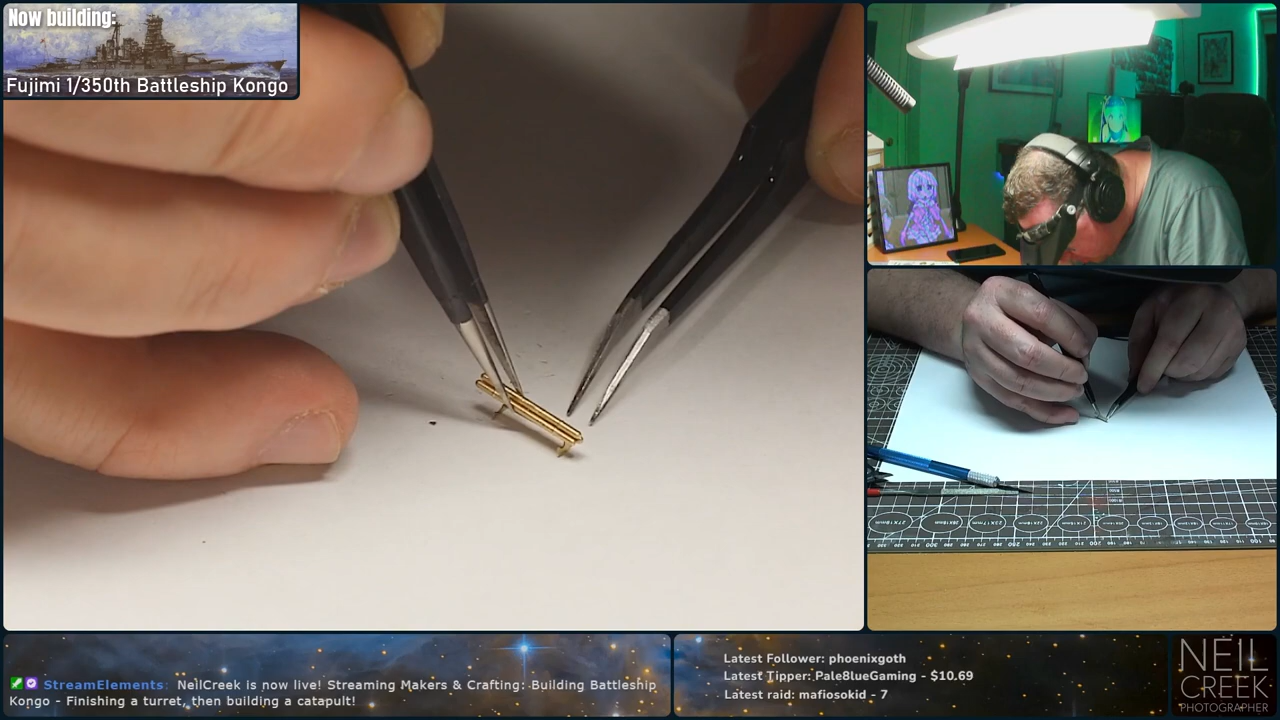 Now building:
Fujimi 1/350th Battleship Kongo
StreamElements: NeilCreek is now live! Streaming Makers & Crafting: Building Battleship
Kongo - Finishing a turret, then building a catapult!
Latest Follower: phoenixgoth
Latest Tipper: Pale8lueGaming - $10.69
Latest raid: mafiosokid - 7
NEIL
CREEK
PHOTOGRAPHER